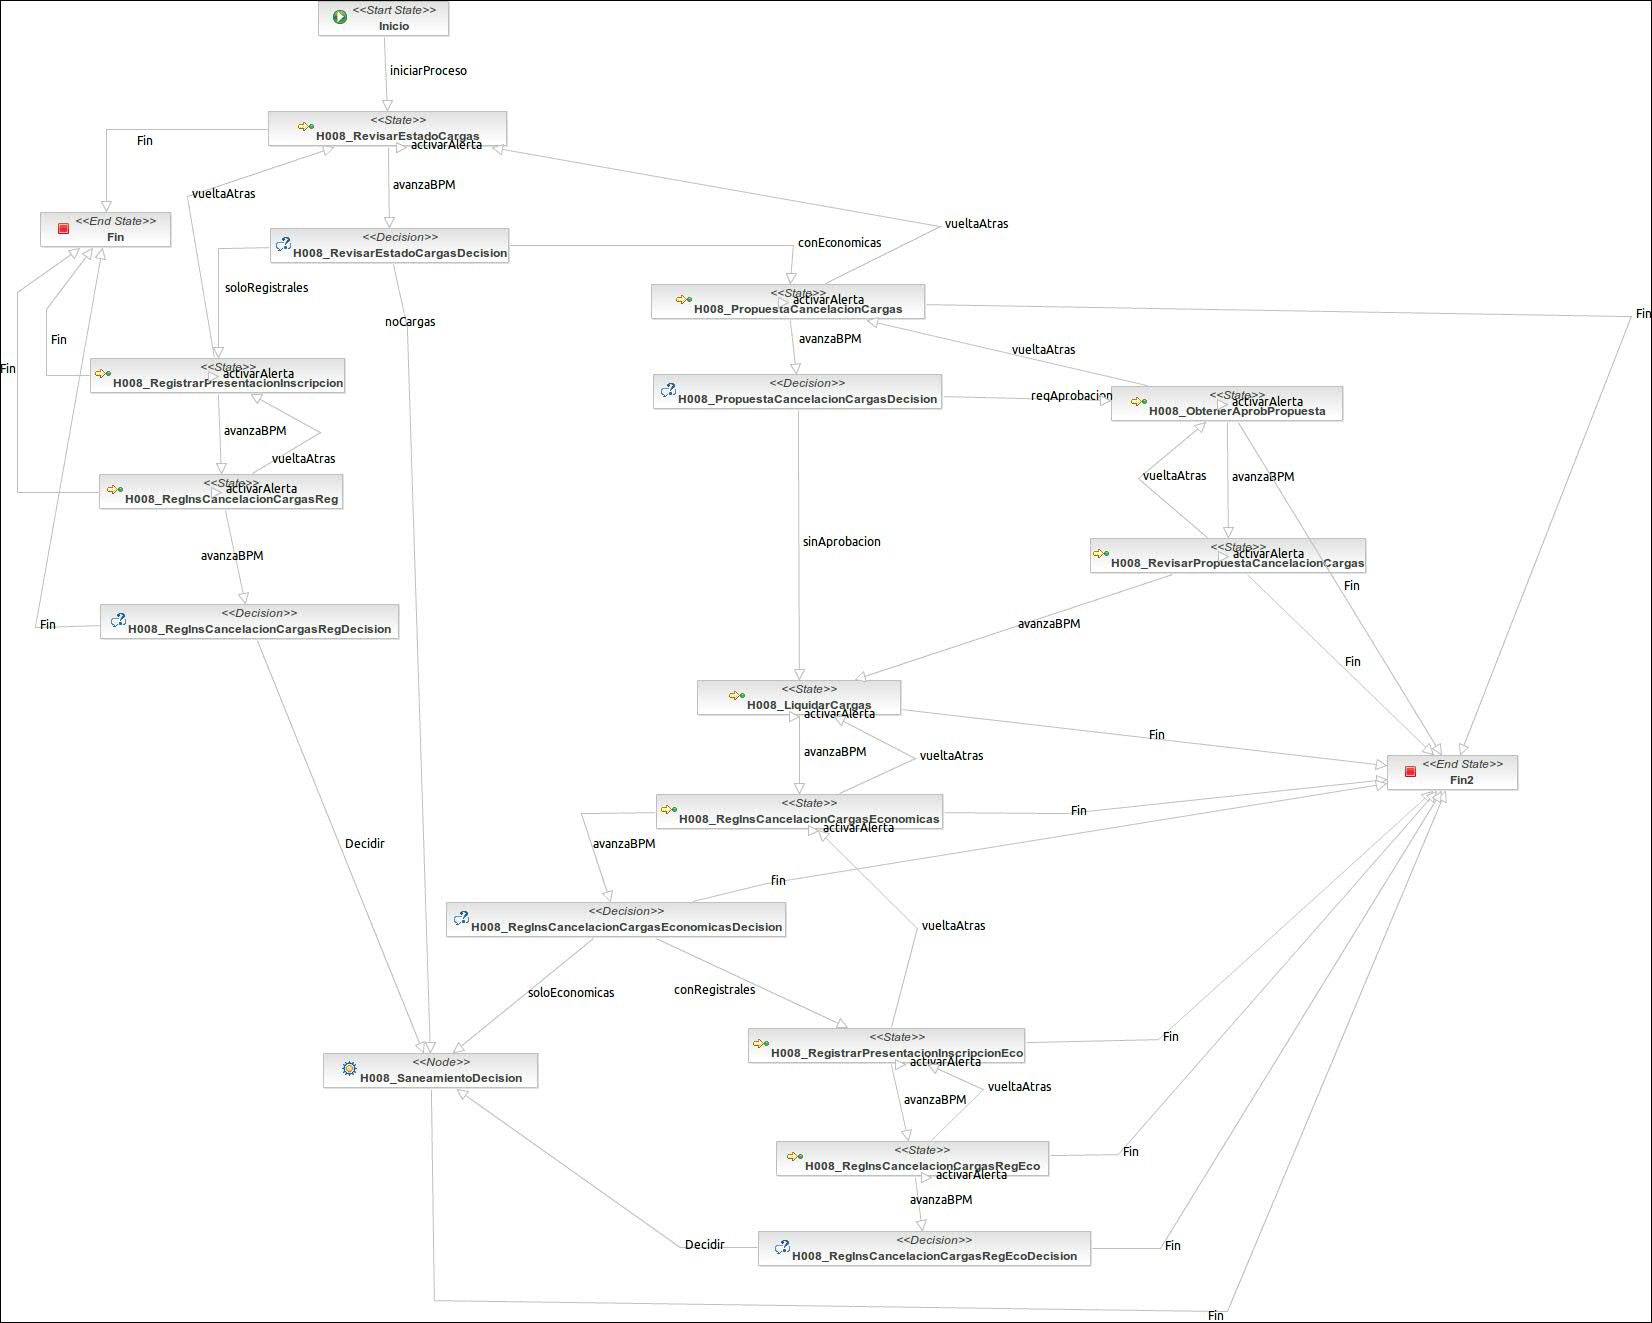 <<Start State>>
Inicio
iniciarProceso
<<State>>
H008_RevisarEstadoCargas
activarAlerta
Fin
vueltaAtras
avanzaBPM
<<End State>>
Fin
<<Decision>>
H008_RevisarEstadoCargasDecision
conEconomicas
vueltaAtras
soloRegistrales
noCargas
<<State>>
activarAlerta
H008_PropuestaCancelacionCargas
Fin
avanzaBPM
vueltaAtras
Fin
Fin
<<State>>
activarAlerta
H008_RegistrarPresentacionInscripcion
<<Decision>>
H008_PropuestaCancelacionCargasDecision
reqAprobacion
<<State>>
activarAlerta
H008_ObtenerAprobPropuesta
avanzaBPM
vueltaAtras
vueltaAtras
avanzaBPM
<<State>>
activarAlerta
H008_RegInsCancelacionCargasReg
avanzaBPM
sinAprobacion
<<State>>
activarAlerta
H008_RevisarPropuestaCancelacionCargas
Fin
<<Decision>>
H008_RegInsCancelacionCargasRegDecision
Fin
avanzaBPM
Fin
<<State>>
H008_LiquidarCargas
activarAlerta
Fin
avanzaBPM
vueltaAtras
<<End State>>
Fin2
<<State>>
H008_RegInsCancelacionCargasEconomicas
activarAlerta
Fin
Decidir
avanzaBPM
fin
<<Decision>>
H008_RegInsCancelacionCargasEconomicasDecision
vueltaAtras
soloEconomicas
conRegistrales
<<State>>
H008_RegistrarPresentacionInscripcionEco
activarAlerta
Fin
<<Node>>
H008_SaneamientoDecision
avanzaBPM
vueltaAtras
<<State>>
H008_RegInsCancelacionCargasRegEco
activarAlerta
Fin
avanzaBPM
Decidir
<<Decision>>
H008_RegInsCancelacionCargasRegEcoDecision
Fin
Fin